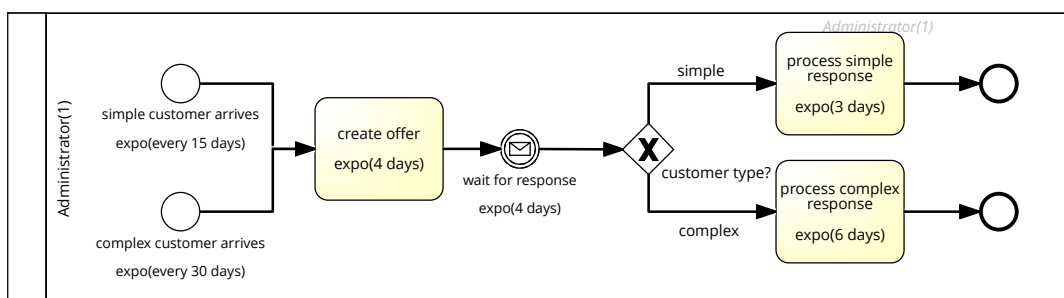 Administrator(1)
Administrator(1)
simple customer arrives
expo(every 15 days)
complex customer arrives
expo(every 30 days)
create offer
expo(4 days)
wait for response
expo(4 days)
X
customer type?
simple
complex
process simple
response
expo(3 days)
process complex
response
expo(6 days)